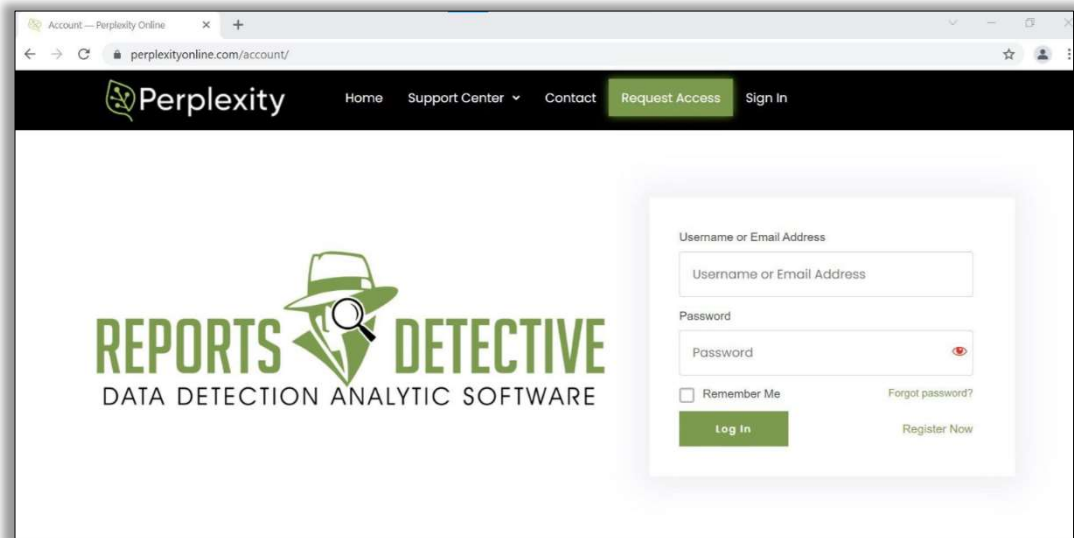 Account — Perplexity Online
perplexityonline.com/account/
Perplexity Home Support Center Contact Request Access Sign In
Username or Email Address
Username or Email Address
Password
Password
Remember Me Forgot password?
Log In Register Now
REPORTS DETECTIVE
DATA DETECTION ANALYTIC SOFTWARE